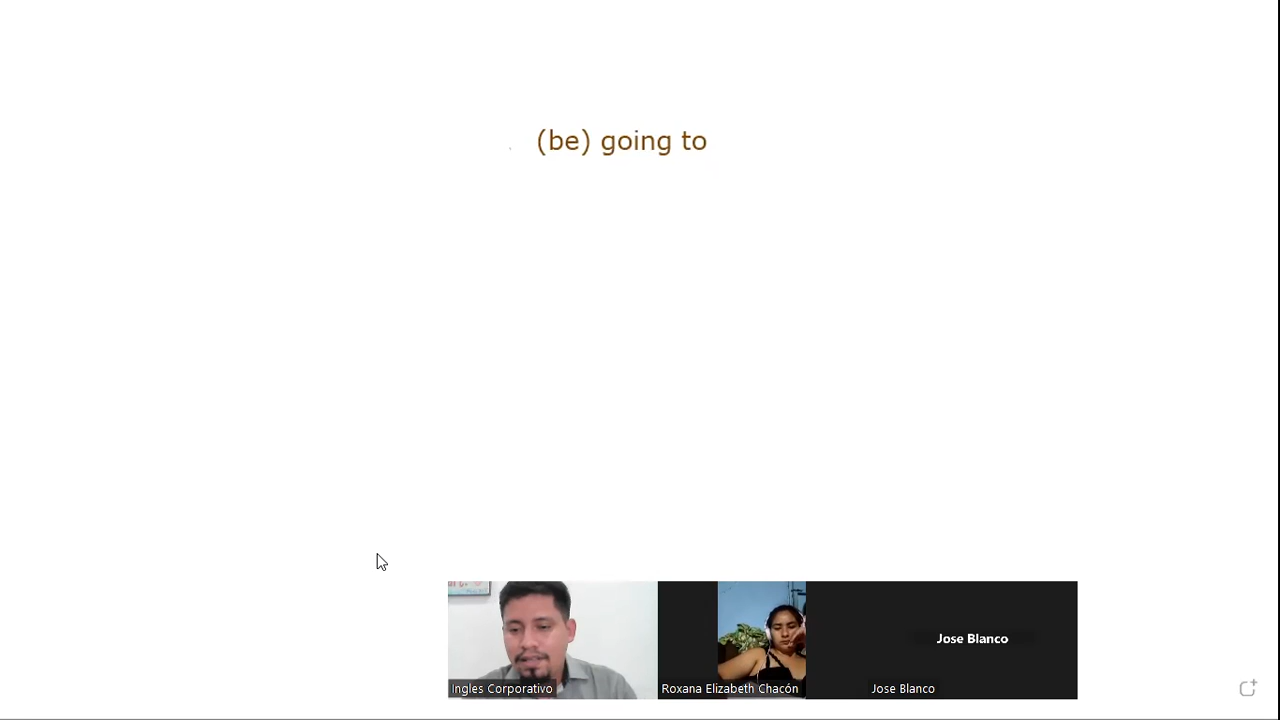 (be) going to
Jose Blanco
Ingles Corporativo
Roxana Elizabeth Chacón
Jose Blanco